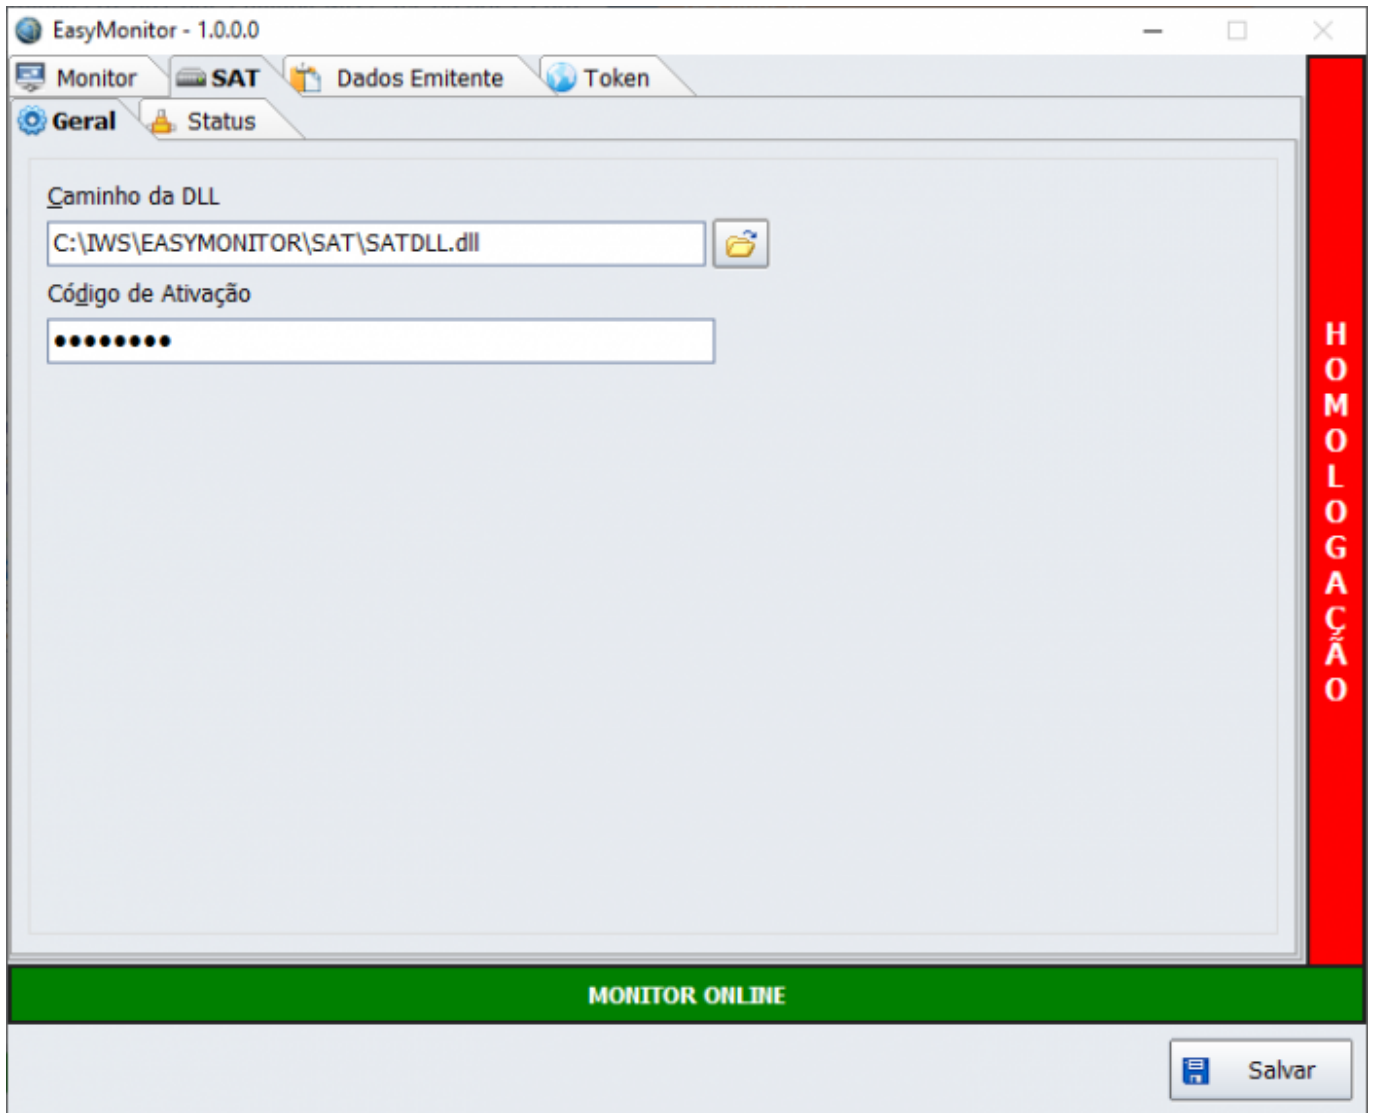 EasyMonitor - 1.0.0.0
Monitor
SAT
Dados Emitente
Token
Geral
Status
Caminho da DLL
C:\IWS\EASYMONITOR\SAT\SATDLL.dll
Código de Ativação
••••••••
HOMOLOGAÇÃO
MONITOR ONLINE
Salvar